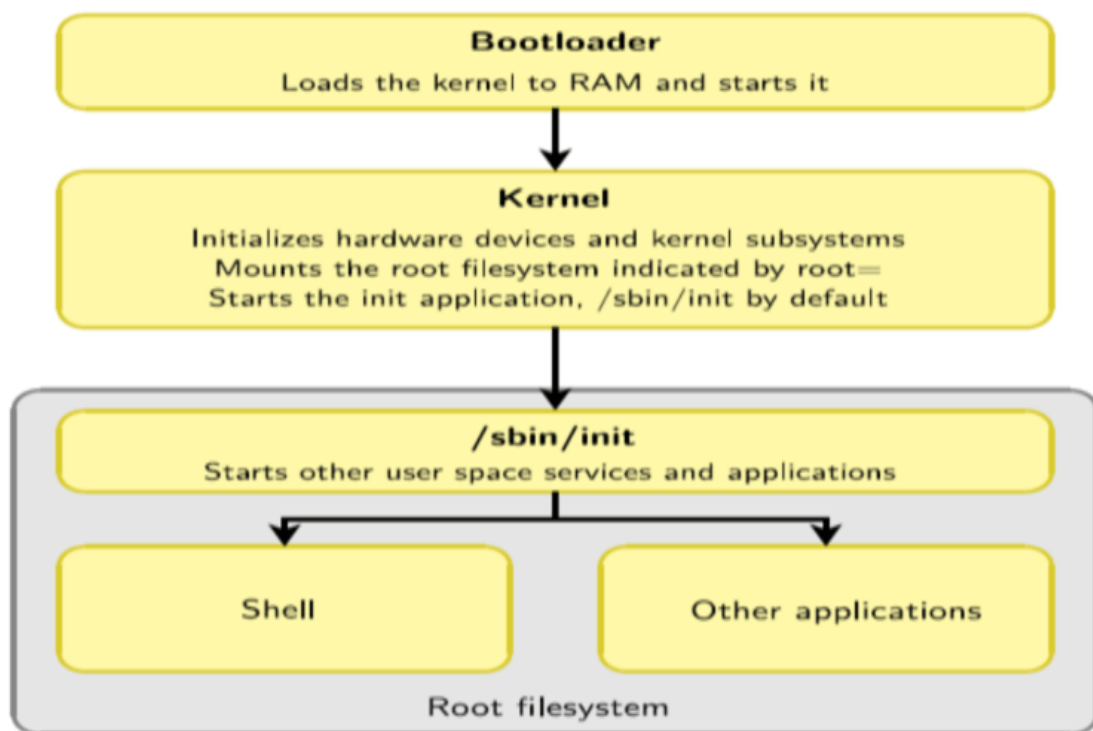 Bootloader
Loads the kernel to RAM and starts it
Kernel
Initializes hardware devices and kernel subsystems
Mounts the root filesystem indicated by root=
Starts the init application, /sbin/init by default
/sbin/init
Starts other user space services and applications
Shell
Other applications
Root filesystem